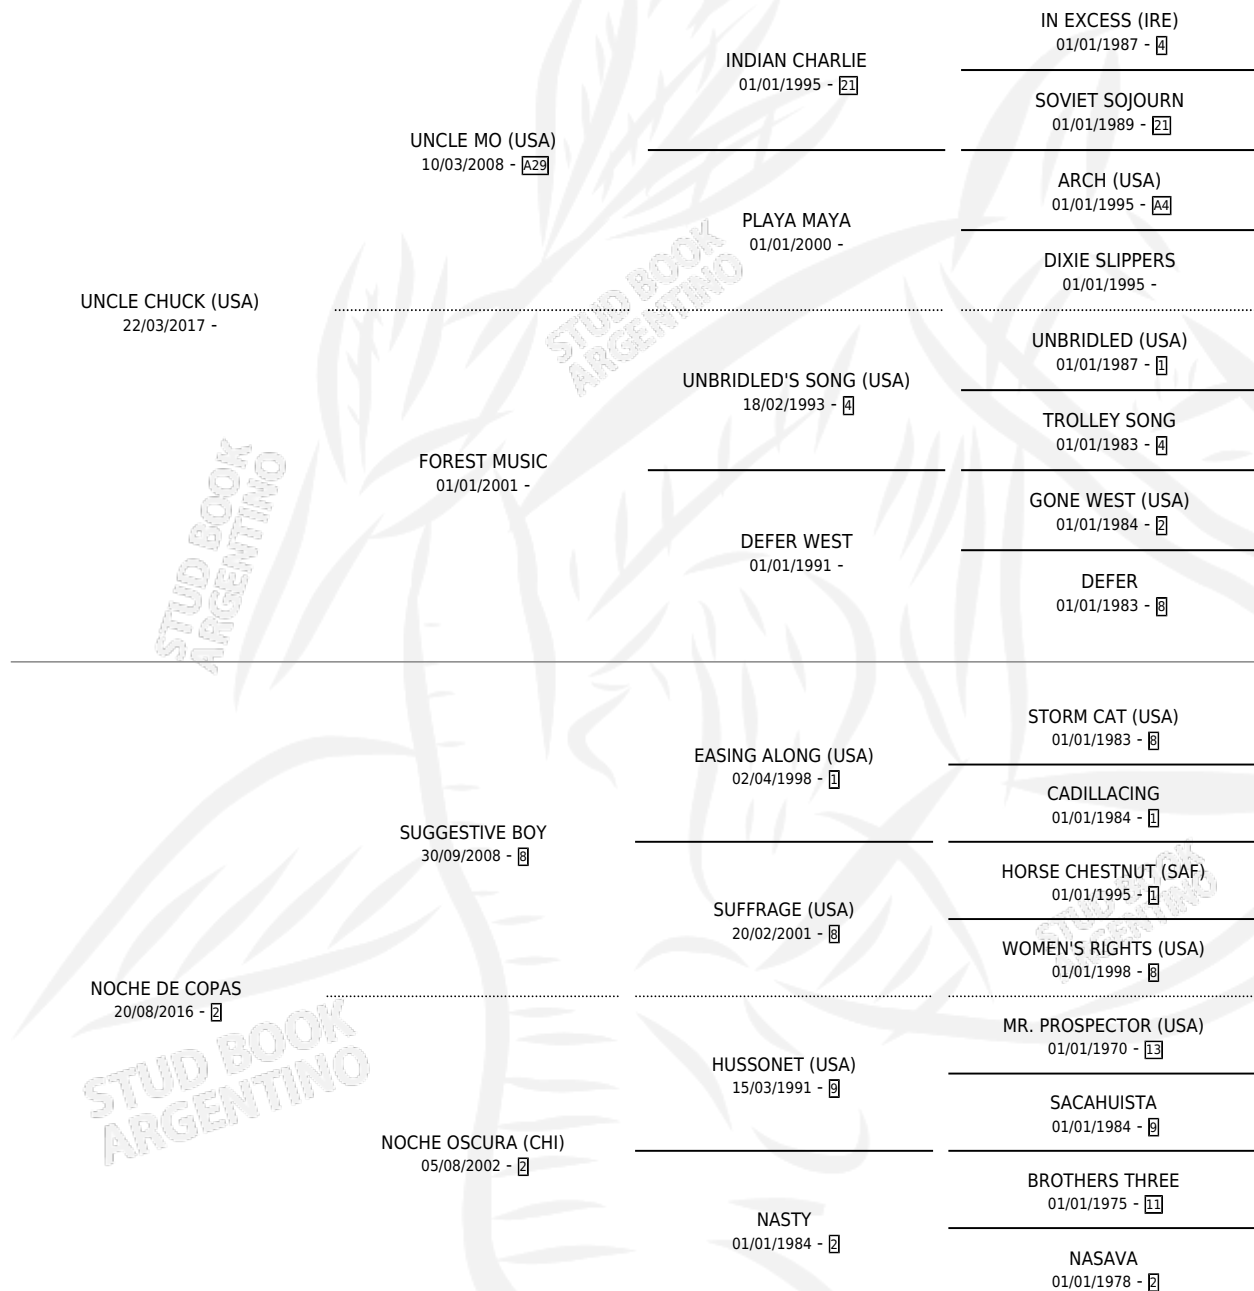 IN EXCESS (IRE)
01/01/1987 - 4
INDIAN CHARLIE
01/01/1995 - 21
SOVIET SOJOURN
01/01/1989 - 21
UNCLE MO (USA)
10/03/2008 - A29
ARCH (USA)
01/01/1995 - A4
PLAYA MAYA
01/01/2000 -
DIXIE SLIPPERS
01/01/1995 -
UNCLE CHUCK (USA)
22/03/2017 -
UNBRIDLED (USA)
01/01/1987 - 1
UNBRIDLED'S SONG (USA)
18/02/1993 - 4
TROLLEY SONG
01/01/1983 - 4
FOREST MUSIC
01/01/2001 -
GONE WEST (USA)
01/01/1984 - 2
DEFER WEST
01/01/1991 -
DEFER
01/01/1983 - 8
STORM CAT (USA)
01/01/1983 - 8
EASING ALONG (USA)
02/04/1998 - 1
CADILLACING
01/01/1984 - 1
SUGGESTIVE BOY
30/09/2008 - 8
HORSE CHESTNUT (SAF)
01/01/1995 - 1
SUFFRAGE (USA)
20/02/2001 - 8
WOMEN'S RIGHTS (USA)
01/01/1998 - 8
NOCHE DE COPAS
20/08/2016 - 2
MR. PROSPECTOR (USA)
01/01/1970 - 13
HUSSONET (USA)
15/03/1991 - 9
SACAHUISTA
01/01/1984 - 9
NOCHE OSCURA (CHI)
05/08/2002 - 2
BROTHERS THREE
01/01/1975 - 11
NASTY
01/01/1984 - 2
NASAVA
01/01/1978 - 2
STUD BOOK
ARGENTINO
STUD BOOK
ARGENTINO
STUD BOOK
ARGENTINO
STUD BOOK
ARGENTINO